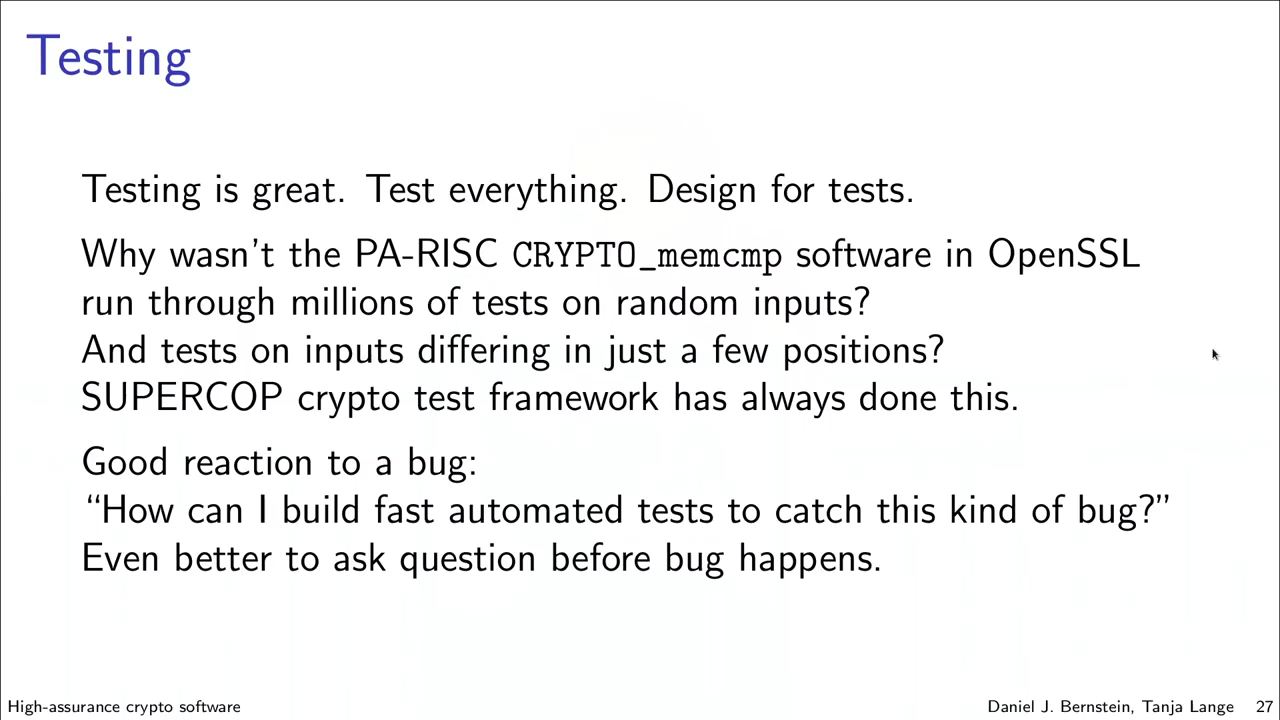 Testing
Testing is great. Test everything. Design for tests.
Why wasn't the PA-RISC CRYPTO_memcmp software in OpenSSL
run through millions of tests on random inputs?
And tests on inputs differing in just a few positions?
SUPERCOP crypto test framework has always done this.
Good reaction to a bug:
“How can I build fast automated tests to catch this kind of bug?”
Even better to ask question before bug happens.
High-assurance crypto software
Daniel J. Bernstein, Tanja Lange 27